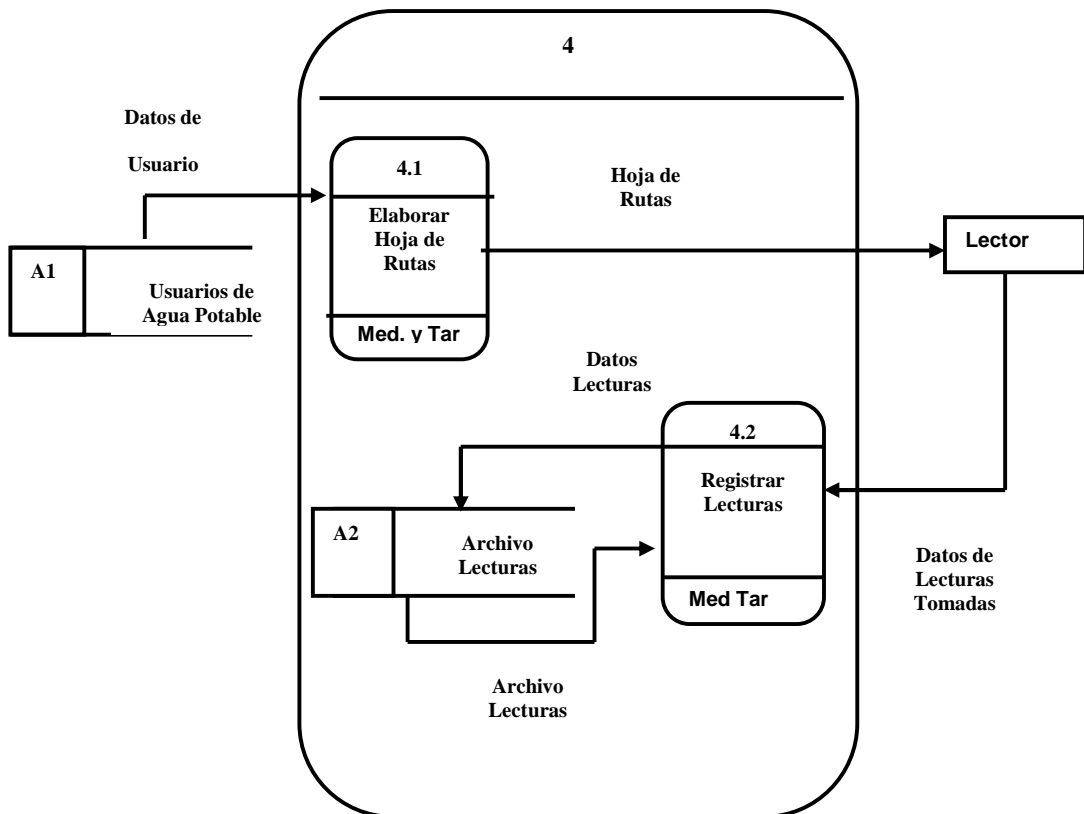 4
Datos de
Usuario
4.1
Elaborar
Hoja de
Rutas
Med. y Tar
Hoja de
Rutas
Lector
A1
Usuarios de
Agua Potable
Datos
Lecturas
4.2
Registrar
Lecturas
Med Tar
A2
Archivo
Lecturas
Datos de
Lecturas
Tomadas
Archivo
Lecturas